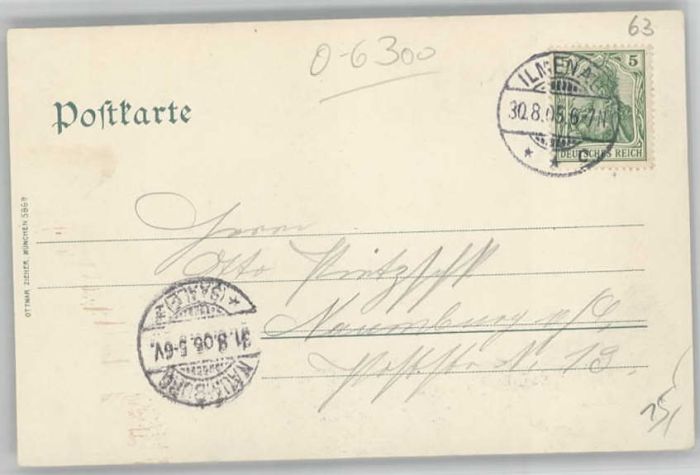 63
0-6300
5
ILMENAU
30.8.05.6-7N
DEUTSCHES REICH
Postkarte
OTTMAR ZIEHER, MÜNCHEN
Herrn
Otto
Naumburg a/S.
N. 13.
(SAALE)
31.8.05.5-6V.
NAUMBURG